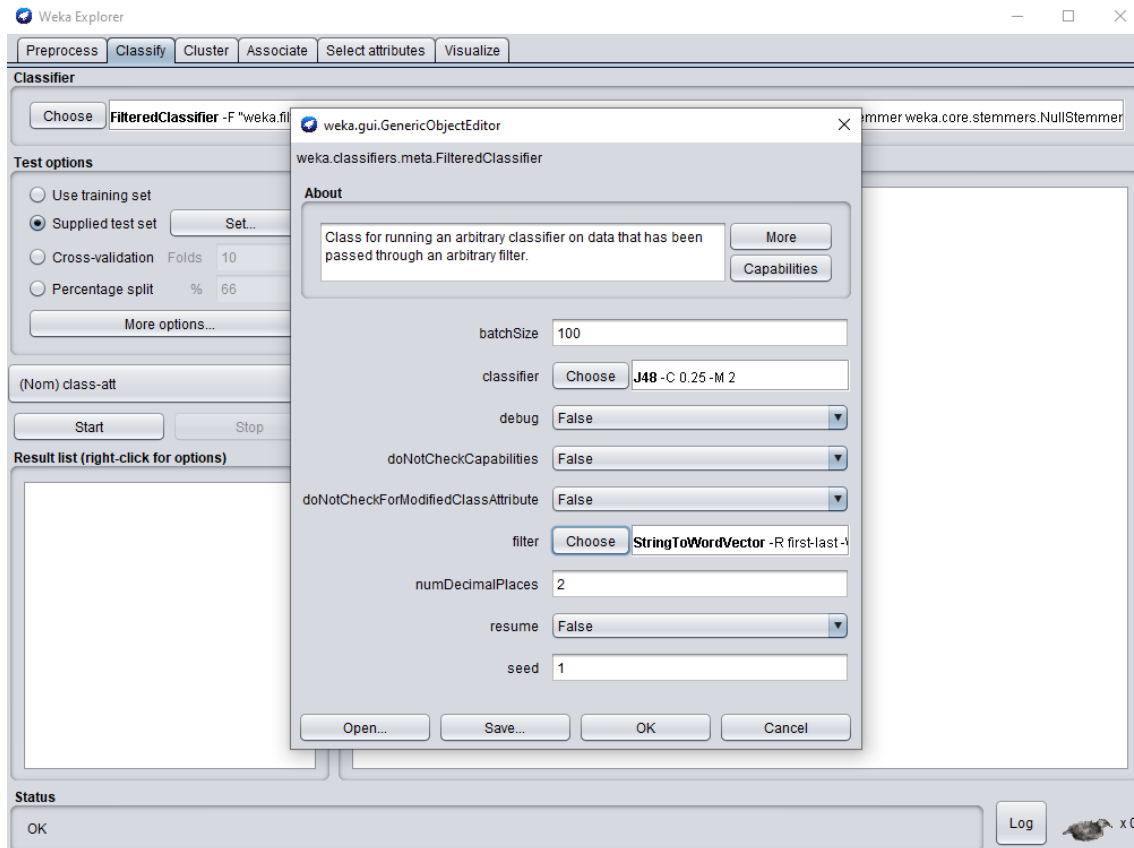 Weka Explorer
Preprocess Classify Cluster Associate Select attributes Visualize
Classifier
Choose FilteredClassifier -F "weka.fil
emmer weka.core.stemmers.NullStemmer
Test options
Use training set
Supplied test set Set...
Cross-validation Folds 10
Percentage split % 66
More options...
(Nom) class-att
Start Stop
Result list (right-click for options)
weka.gui.GenericObjectEditor
weka.classifiers.meta.FilteredClassifier
About
Class for running an arbitrary classifier on data that has been
passed through an arbitrary filter.
More
Capabilities
batchSize 100
classifier Choose J48 -C 0.25 -M 2
debug False
doNotCheckCapabilities False
doNotCheckForModifiedClassAttribute False
filter Choose StringToWordVector -R first-last
numDecimalPlaces 2
resume False
seed 1
Open... Save... OK Cancel
Status
OK
Log x 0